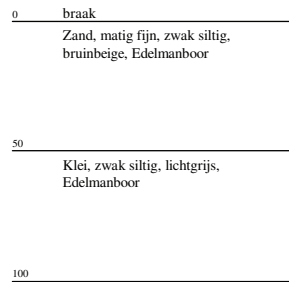 0 braak
Zand, matig fijn, zwak siltig,
bruinbeige, Edelmanboor
50
Klei, zwak siltig, lichtgrijs,
Edelmanboor
100